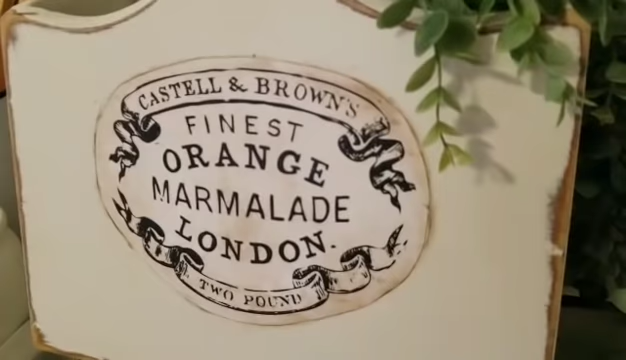 CASTELL & BROWN'S
FINEST
ORANGE
MARMALADE
LONDON.
TWO POUND